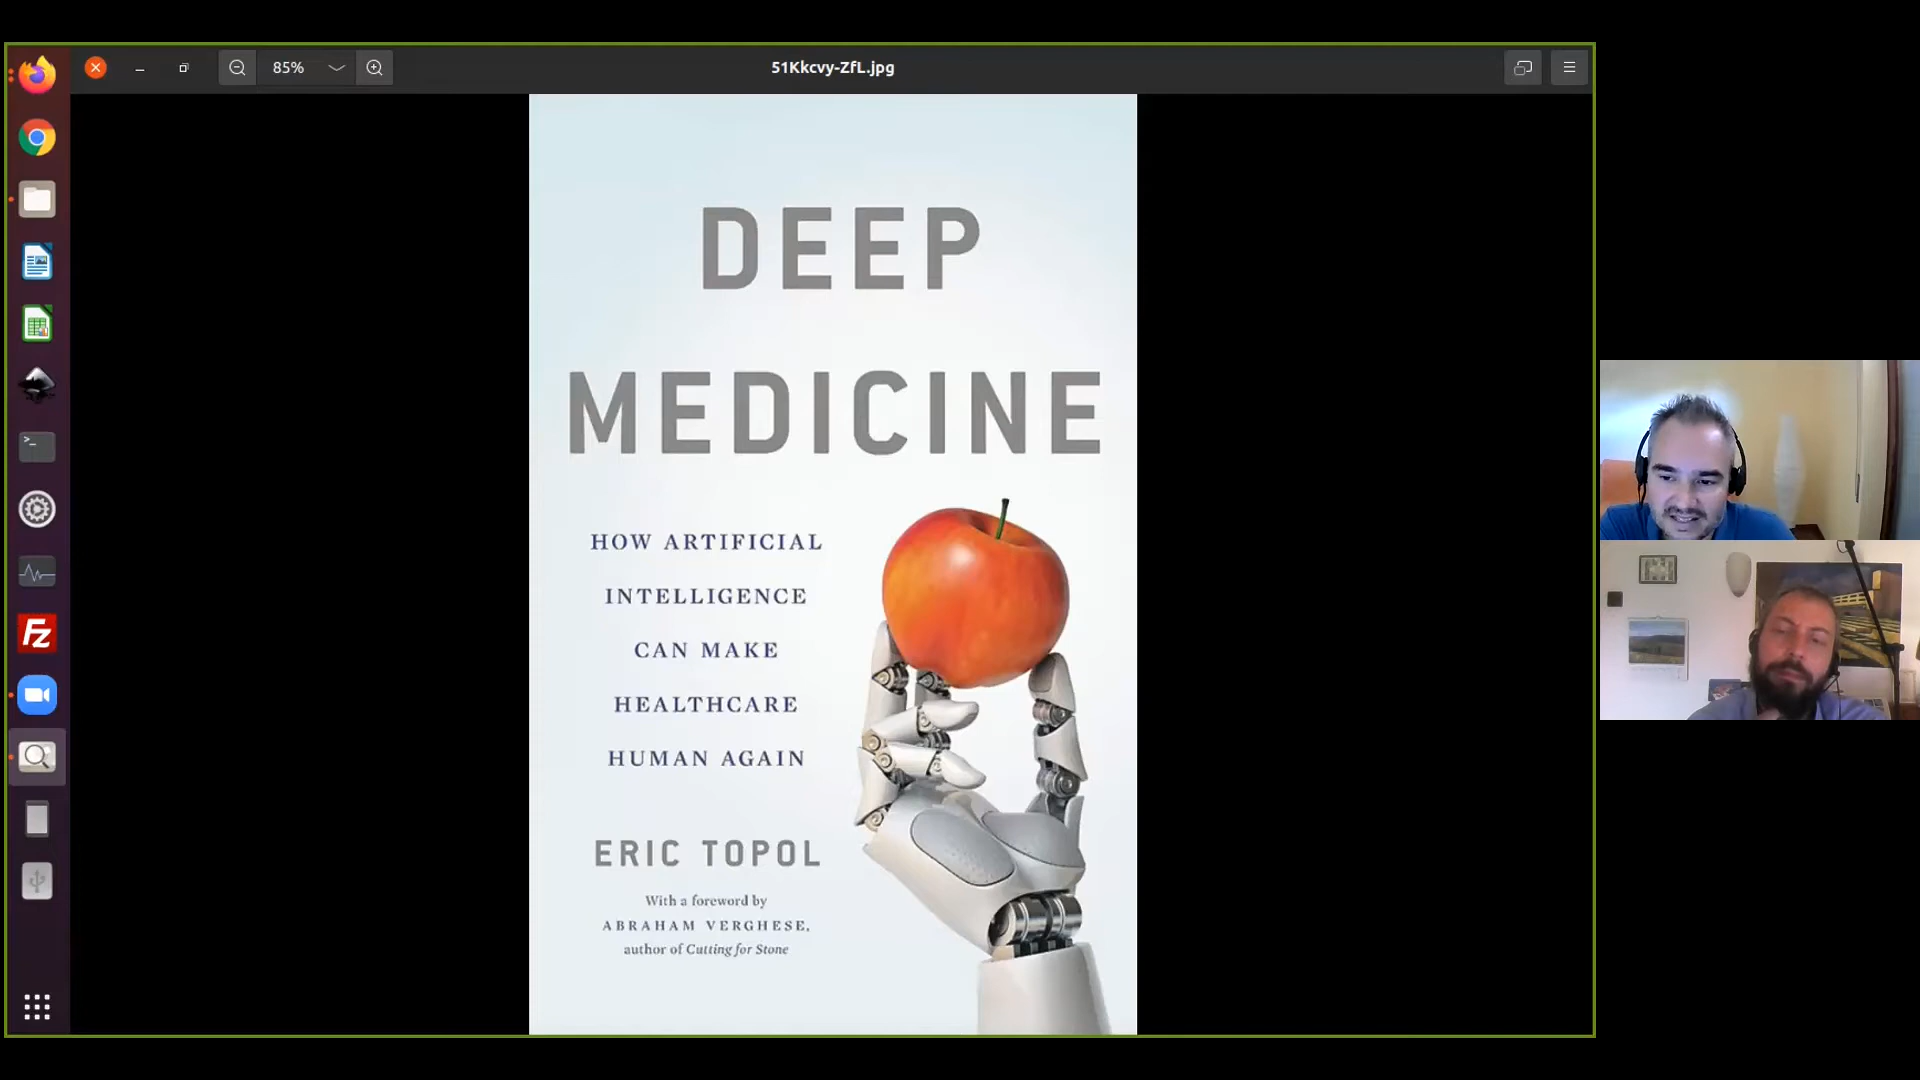 85%
51Kkcvy-ZfL.jpg
DEEP
MEDICINE
HOW ARTIFICIAL
INTELLIGENCE
CAN MAKE
HEALTHCARE
HUMAN AGAIN
ERIC TOPOL
With a foreword by
ABRAHAM VERGHESE,
author of Cutting for Stone
>_
Fz